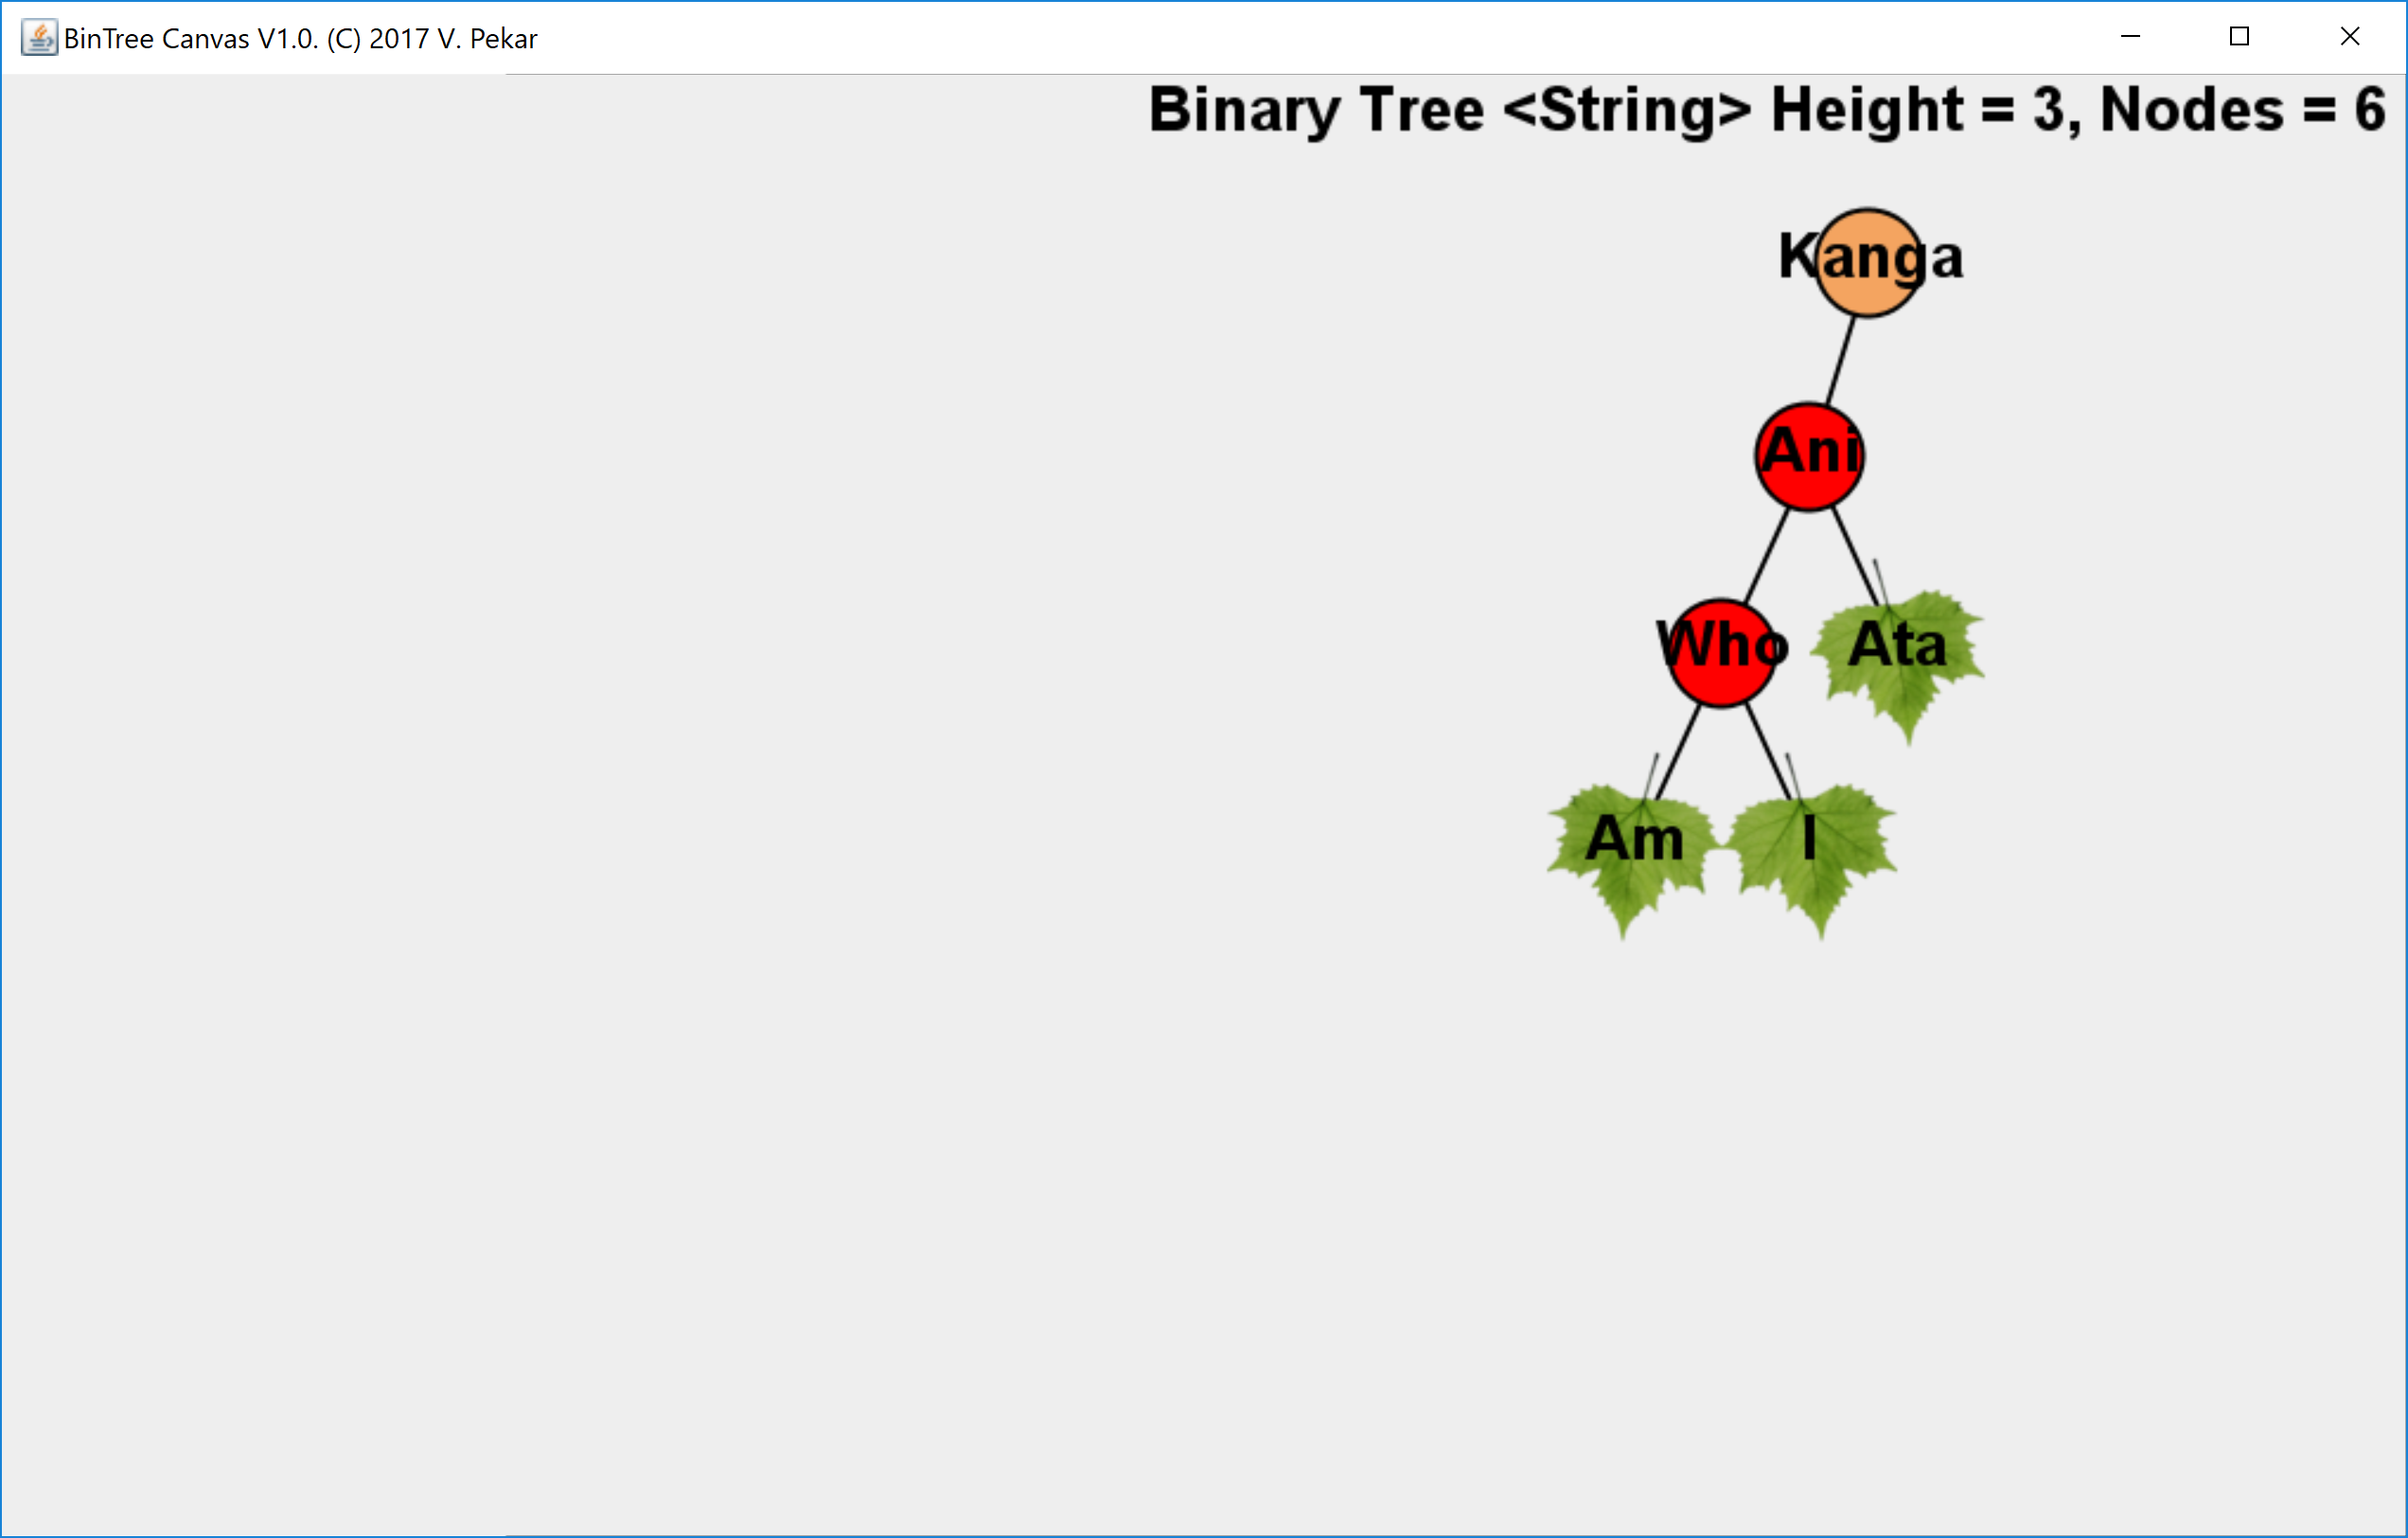 BinTree Canvas V1.0. (C) 2017 V. Pekar
Binary Tree <String> Height = 3, Nodes = 6
Kanga
Ani
Who Ata
Am I